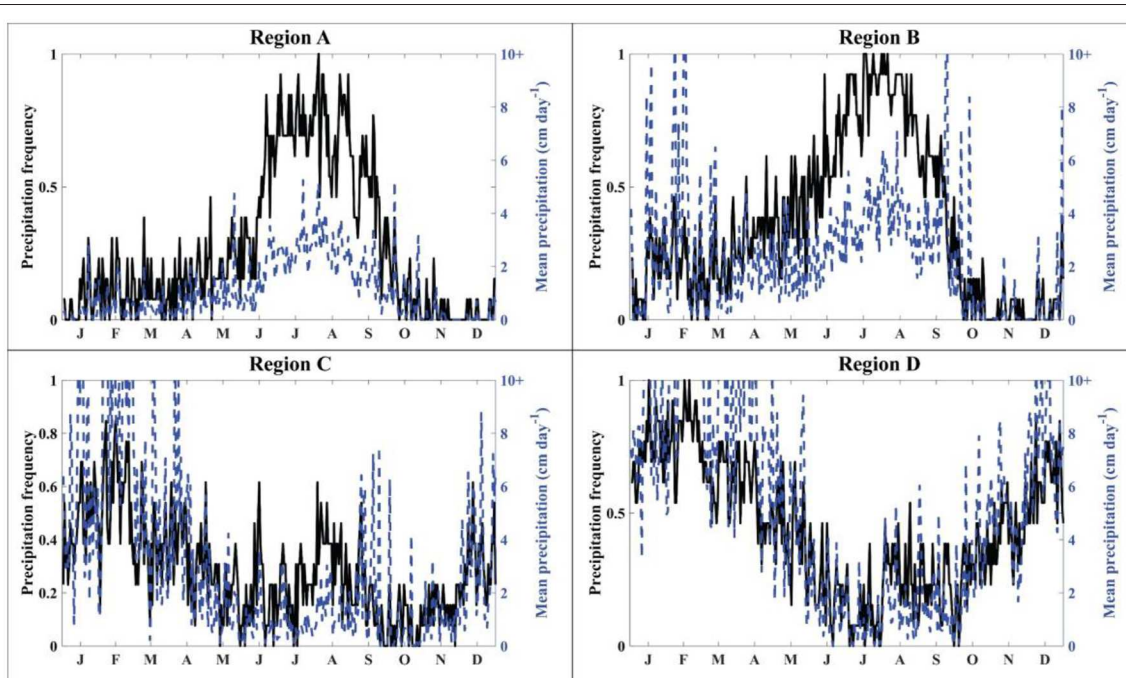 Region A
Precipitation frequency
1
0.5
0
10+
8
6
4
2
0
Mean precipitation (cm day-1)
J F M A M J J A S O N D
Region B
Precipitation frequency
1
0.5
0
10+
8
6
4
2
0
Mean precipitation (cm day-1)
J F M A M J J A S O N D
Region C
Precipitation frequency
1
0.8
0.6
0.4
0.2
0
10+
8
6
4
2
0
Mean precipitation (cm day-1)
J F M A M J J A S O N D
Region D
Precipitation frequency
1
0.5
0
10+
8
6
4
2
0
Mean precipitation (cm day-1)
J F M A M J J A S O N D